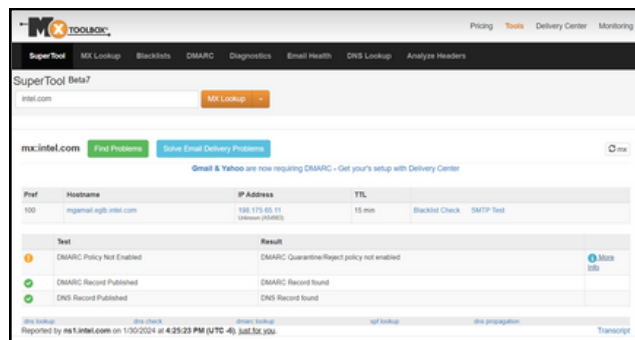 MX TOOLBOX
Pricing Tools Delivery Center Monitoring
SuperTool MX Lookup Blacklists DMARC Diagnostics Email Health DNS Lookup Analyze Headers
SuperTool Beta7
intel.com MX Lookup
mx:intel.com Find Problems Solve Email Delivery Problems mx
Gmail & Yahoo are now requiring DMARC - Get your's setup with Delivery Center
Pref Hostname IP Address TTL
100 mgamail.eglb.intel.com 198.175.65.11 15 min Blacklist Check SMTP Test
Test Result
DMARC Policy Not Enabled DMARC Quarantine/Reject policy not enabled More Info
DMARC Record Published DMARC Record found
DNS Record Published DNS Record found
dns lookup dns check dmarc lookup spf lookup dns propagation
Reported by ns1.intel.com on 1/30/2024 at 4:25:23 PM (UTC -6), just for you. Transcript